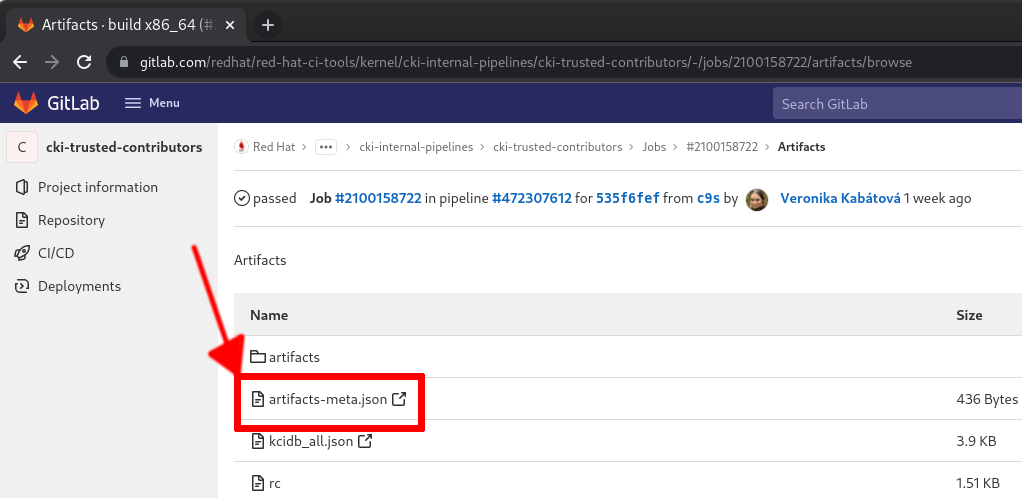 Artifacts · build x86_64 (#
gitlab.com/redhat/red-hat-ci-tools/kernel/cki-internal-pipelines/cki-trusted-contributors/-/jobs/2100158722/artifacts/browse
GitLab Menu Search GitLab
C cki-trusted-contributors
Project information
Repository
CI/CD
Deployments
Red Hat > ••• > cki-internal-pipelines > cki-trusted-contributors > Jobs > #2100158722 > Artifacts
passed Job #2100158722 in pipeline #472307612 for 535f6fef from c9s by Veronika Kabátová 1 week ago
Artifacts
Name Size
artifacts
artifacts-meta.json 436 Bytes
kcidb_all.json 3.9 KB
rc 1.51 KB